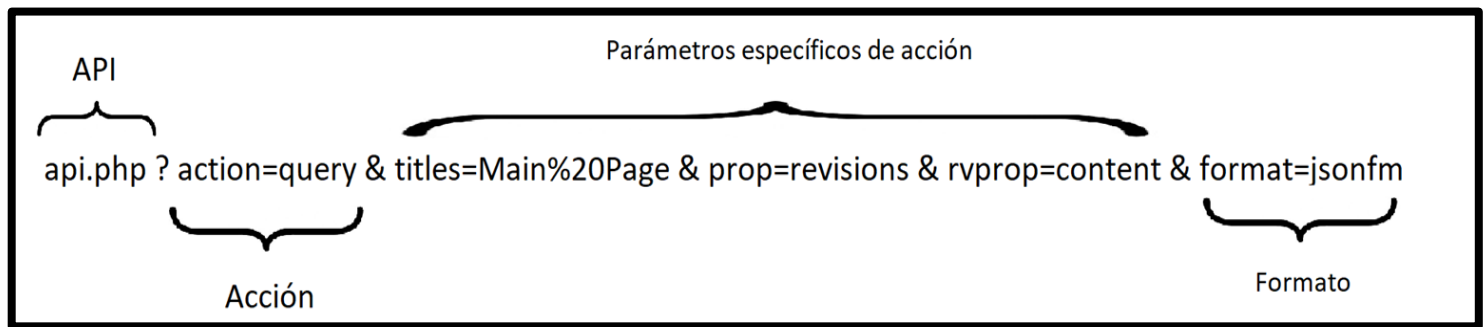 Parámetros específicos de acción
API
api.php ? action=query & titles=Main%20Page & prop=revisions & rvprop=content & format=jsonfm
Acción
Formato